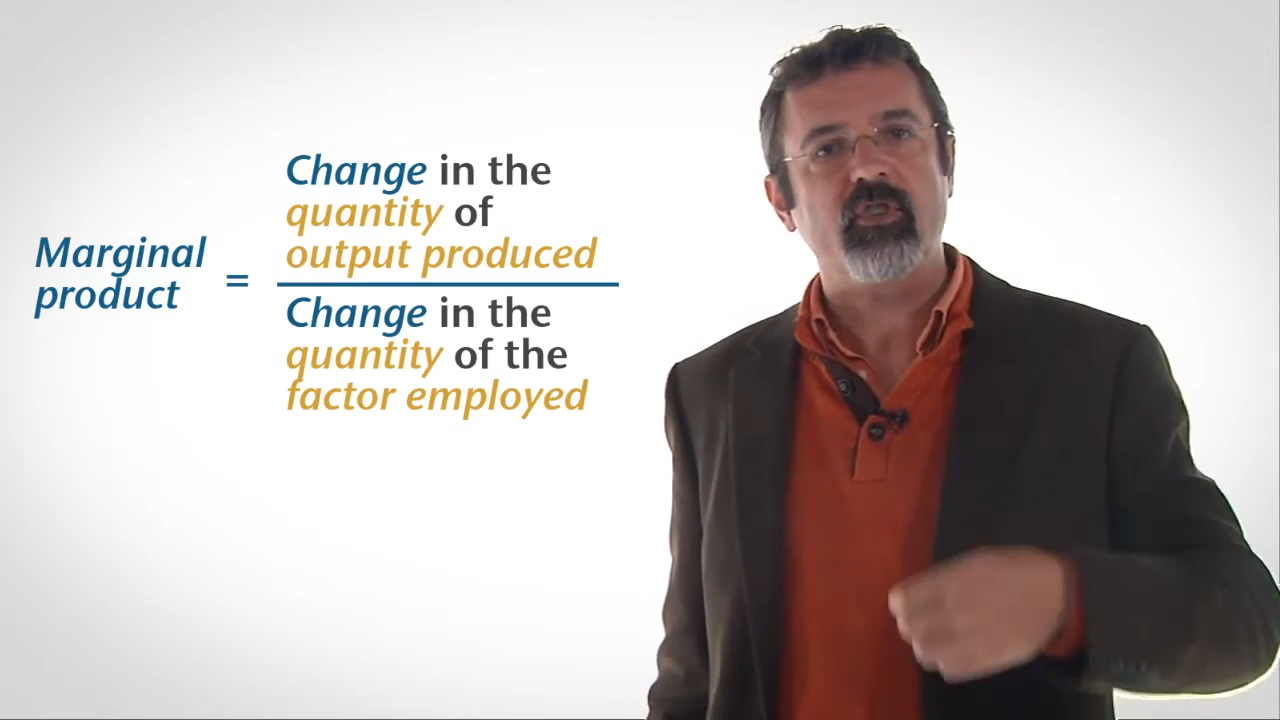 Marginal
product
=
Change in the
quantity of
output produced
Change in the
quantity of the
factor employed